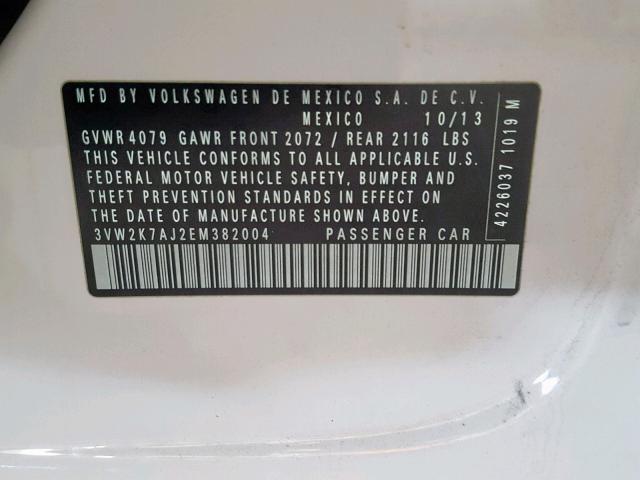 MFD BY VOLKSWAGEN DE MEXICO S.A. DE C.V.
MEXICO 10/13
GVWR 4079 GAWR FRONT 2072 / REAR 2116 LBS
THIS VEHICLE CONFORMS TO ALL APPLICABLE U.S.
FEDERAL MOTOR VEHICLE SAFETY, BUMPER AND
THEFT PREVENTION STANDARDS IN EFFECT ON
THE DATE OF MANUFACTURE SHOWN ABOVE
3VW2K7AJ2EM382004 PASSENGER CAR
4226037 1019 M